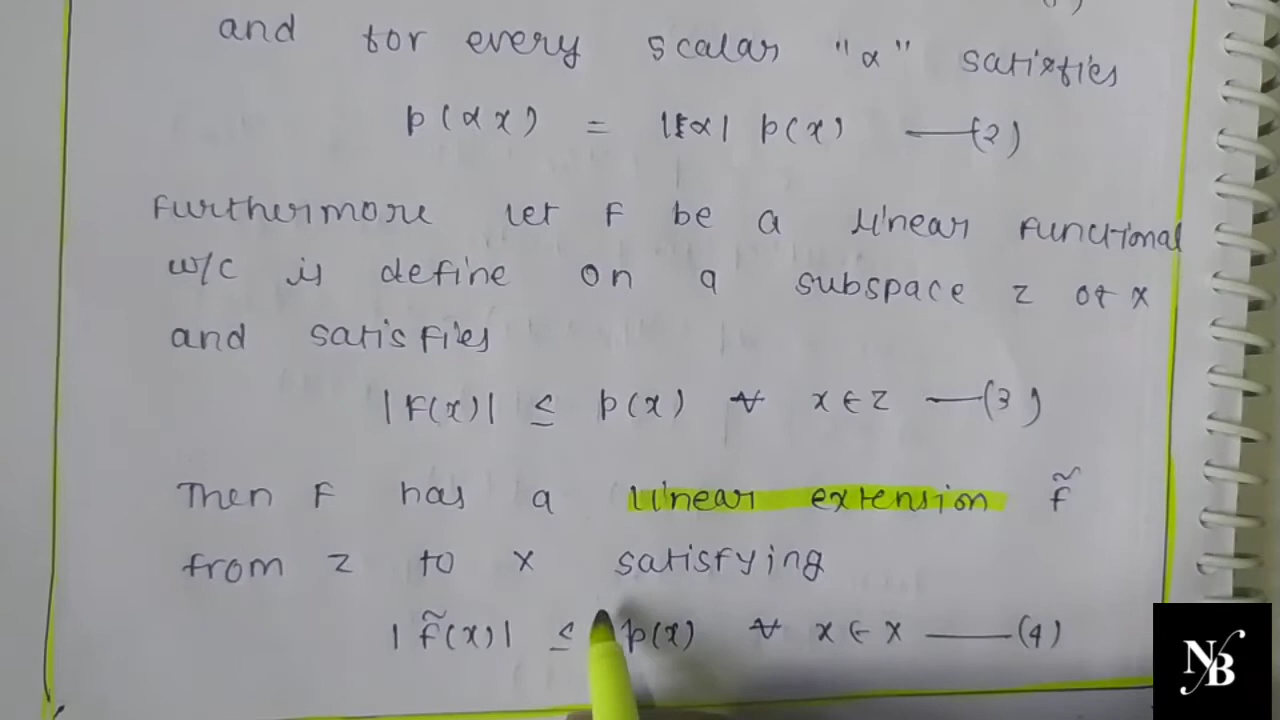 and for every scalar "α" satisfies
p(αx) = |α| p(x) —(2)
Furthermore let F be a linear functional
w/c is define on a subspace Z of X
and satisfies
|F(x)| ≤ p(x) ∀ x ∈ Z —(3)
Then F has a linear extension f̃
from Z to X satisfying
|f̃(x)| ≤ p(x) ∀ x ∈ X ——(4)
NB